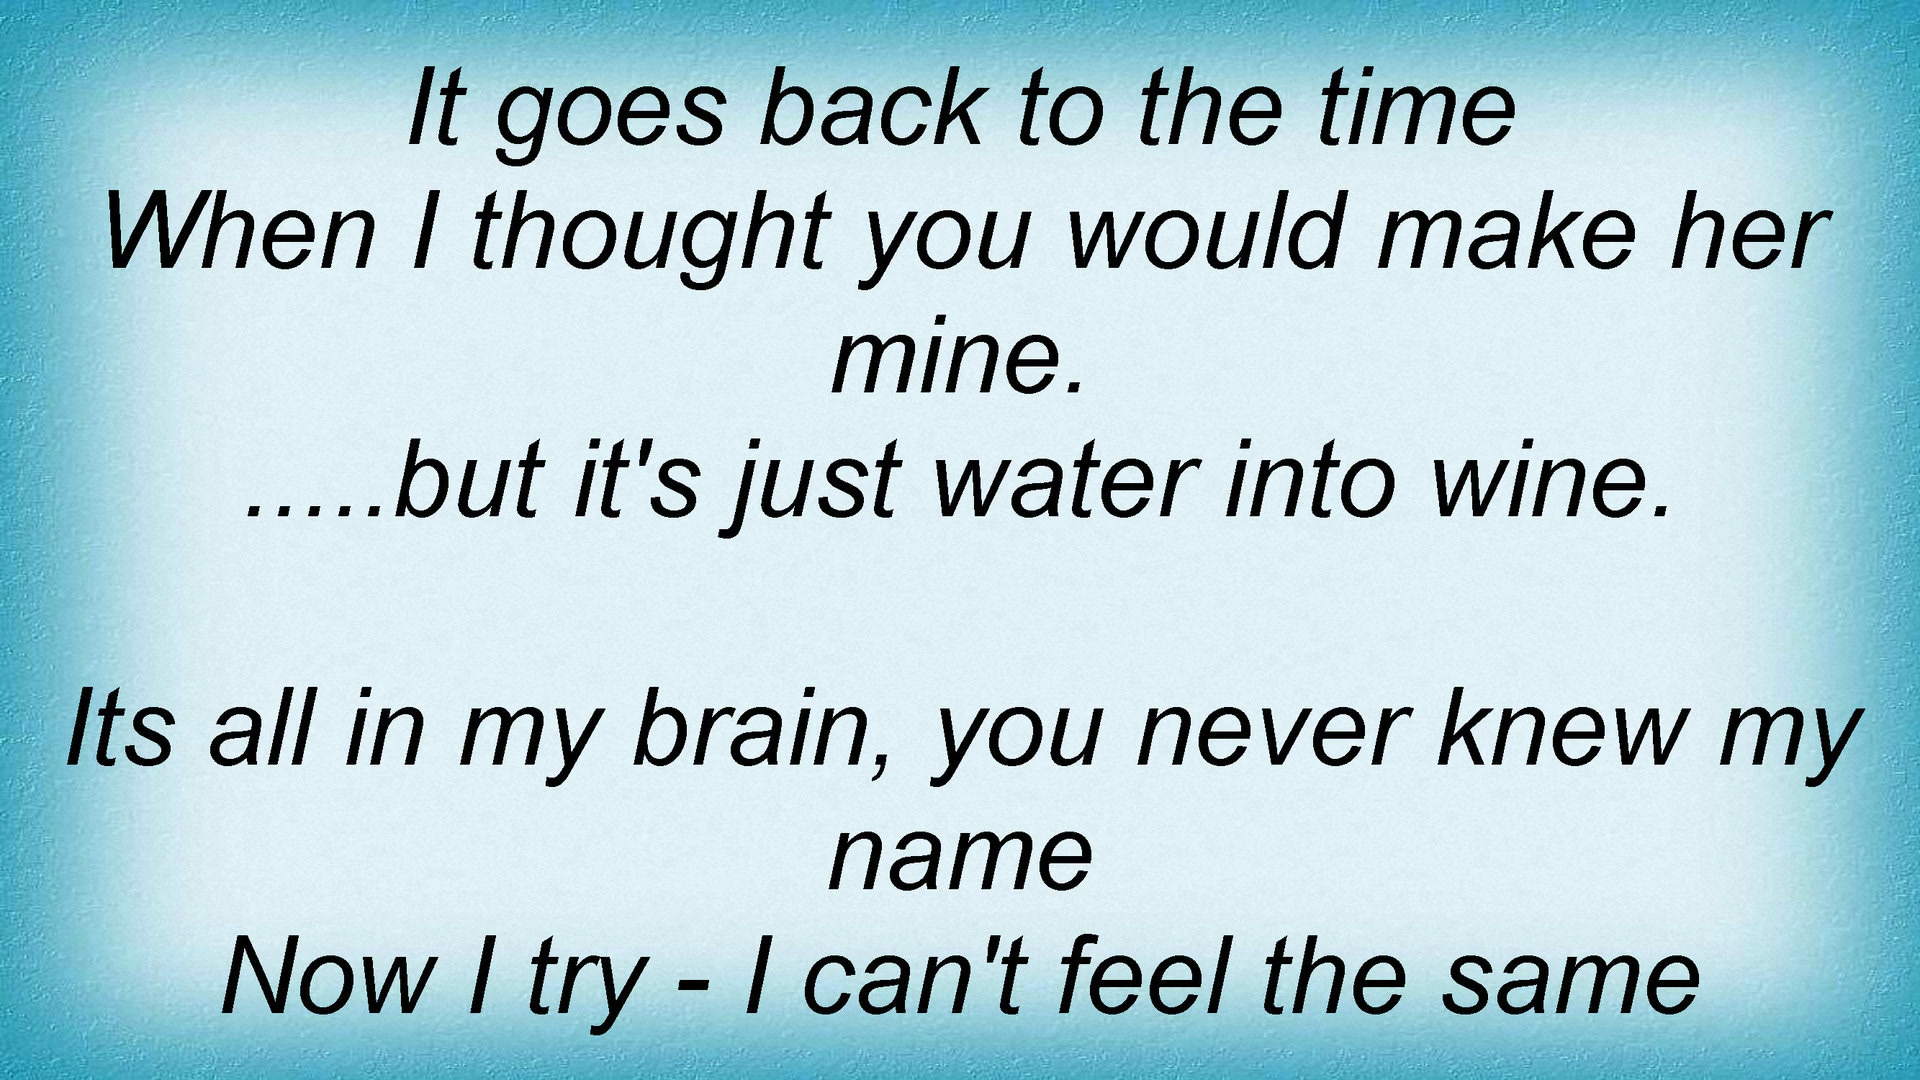 It goes back to the time
When I thought you would make her
mine.
.....but it's just water into wine.
Its all in my brain, you never knew my
name
Now I try - I can't feel the same